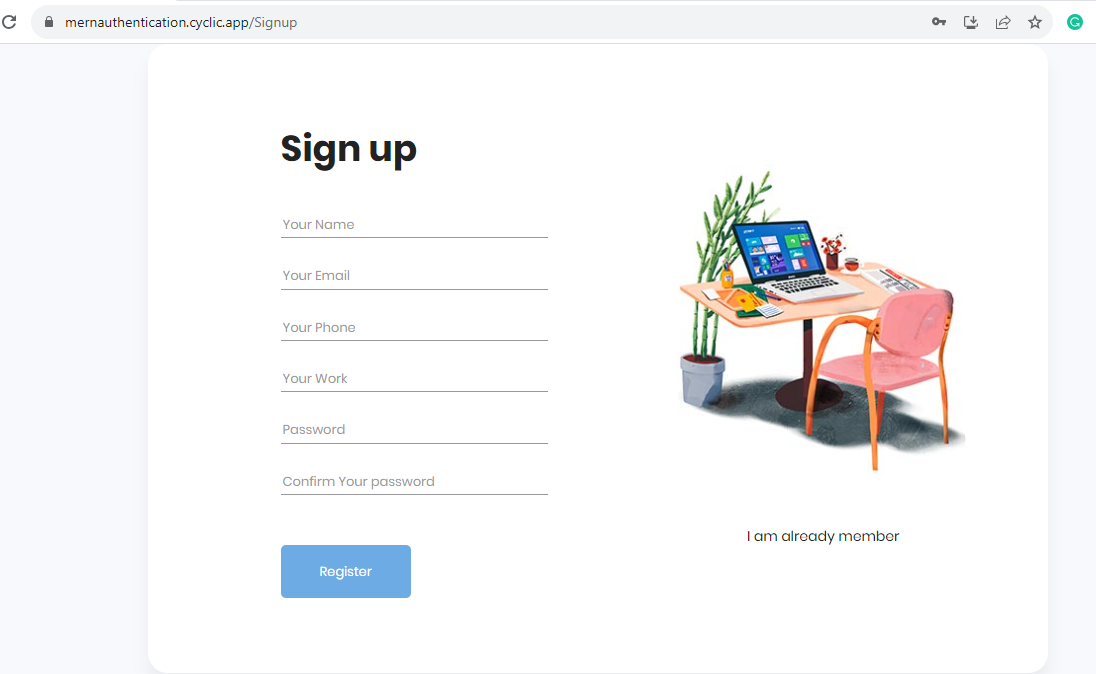 mernauthentication.cyclic.app/Signup
Sign up
Your Name
Your Email
Your Phone
Your Work
Password
Confirm Your password
Register
I am already member